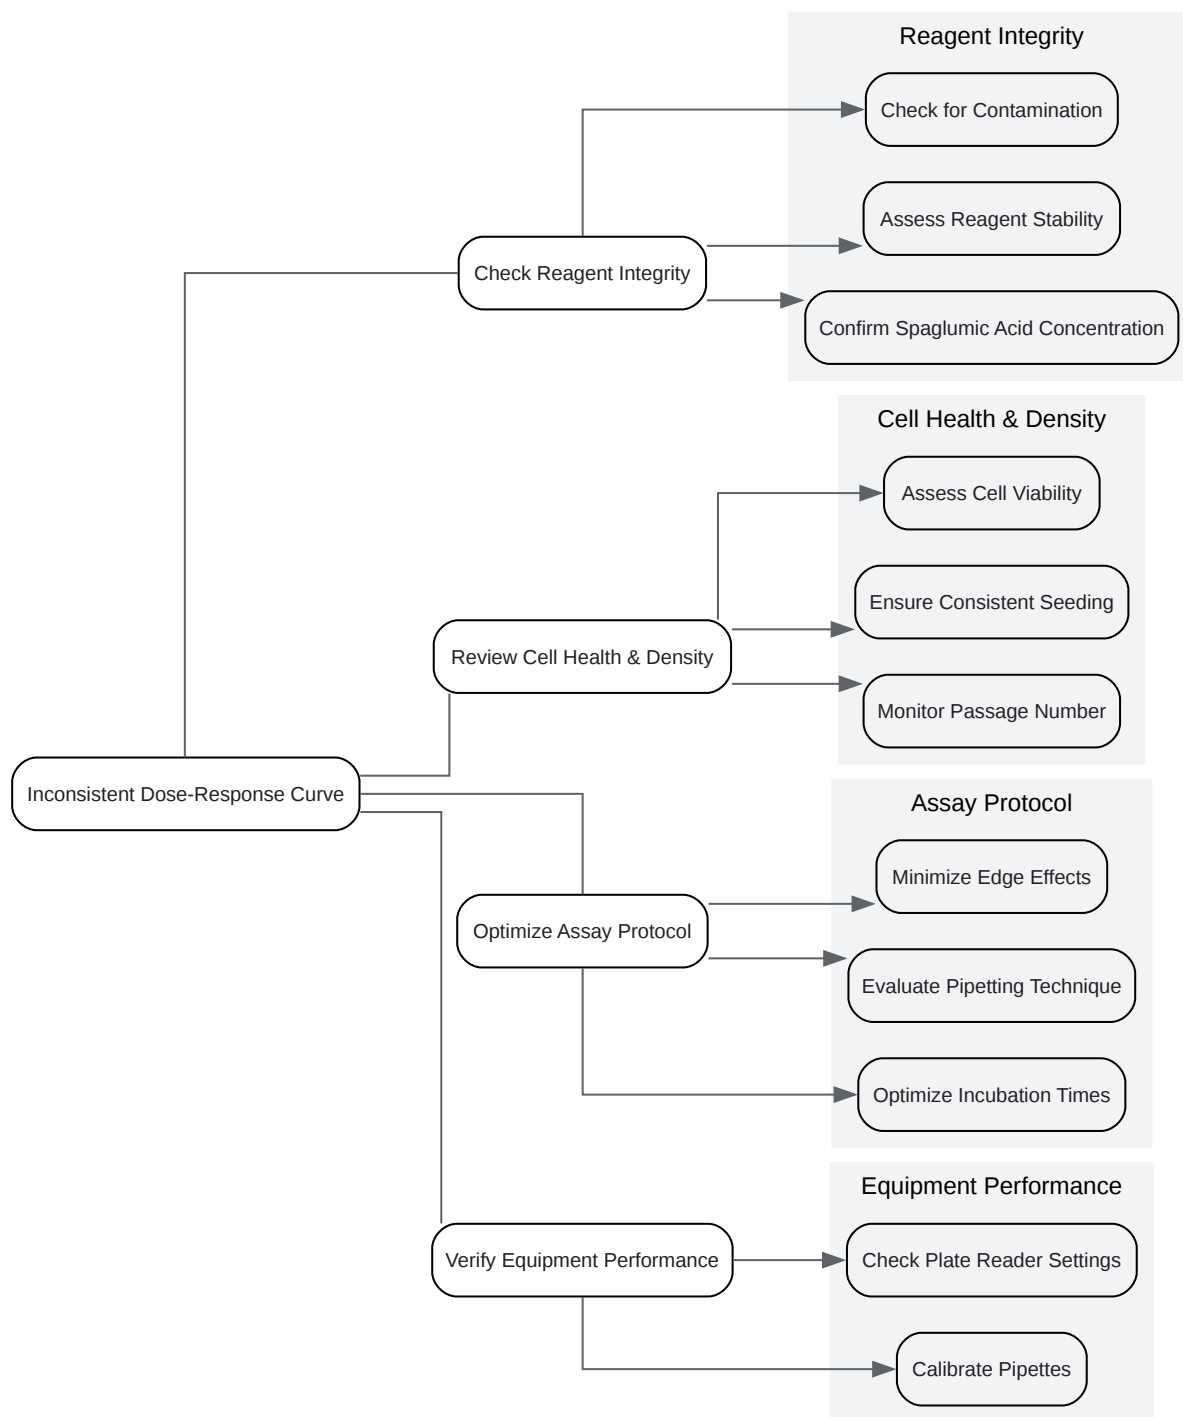 Reagent Integrity
Check for Contamination
Assess Reagent Stability
Check Reagent Integrity
Confirm Spaglumic Acid Concentration
Cell Health & Density
Assess Cell Viability
Ensure Consistent Seeding
Review Cell Health & Density
Monitor Passage Number
Inconsistent Dose-Response Curve
Assay Protocol
Minimize Edge Effects
Optimize Assay Protocol
Evaluate Pipetting Technique
Optimize Incubation Times
Equipment Performance
Verify Equipment Performance
Check Plate Reader Settings
Calibrate Pipettes